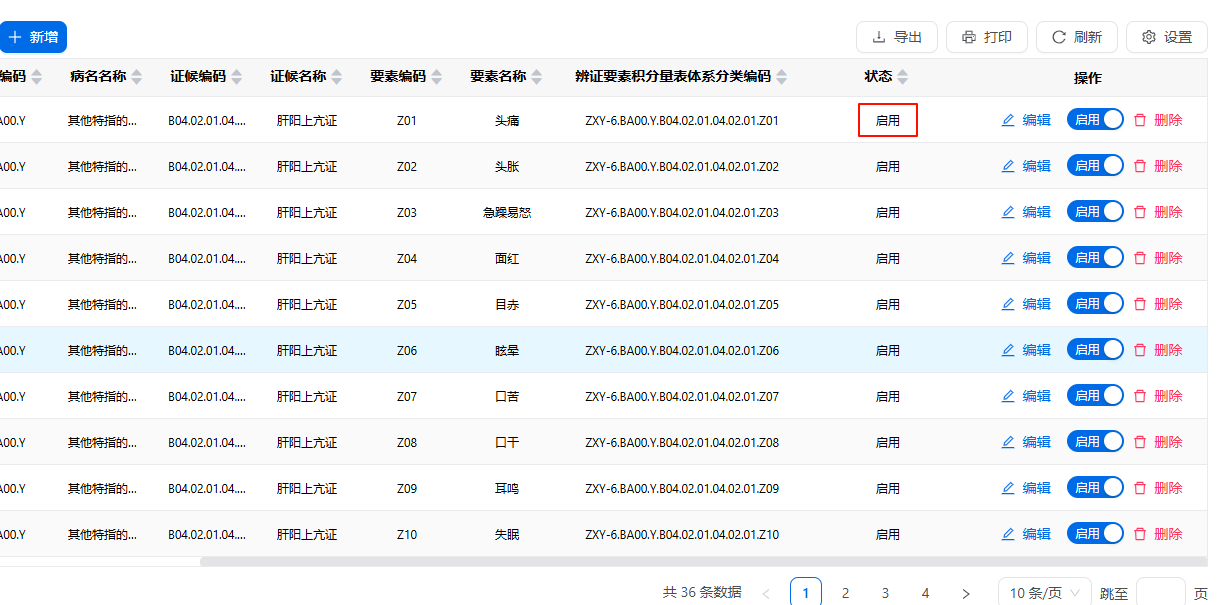 新增 导出 打印 刷新 设置
编码 病名名称 证候编码 证候名称 要素编码 要素名称 辨证要素积分量表体系分类编码 状态 操作
A00.Y 其他特指的... B04.02.01.04.... 肝阳上亢证 Z01 头痛 ZXY-6.BA00.Y.B04.02.01.04.02.01.Z01 启用 编辑 启用 删除
A00.Y 其他特指的... B04.02.01.04.... 肝阳上亢证 Z02 头胀 ZXY-6.BA00.Y.B04.02.01.04.02.01.Z02 启用 编辑 启用 删除
A00.Y 其他特指的... B04.02.01.04.... 肝阳上亢证 Z03 急躁易怒 ZXY-6.BA00.Y.B04.02.01.04.02.01.Z03 启用 编辑 启用 删除
A00.Y 其他特指的... B04.02.01.04.... 肝阳上亢证 Z04 面红 ZXY-6.BA00.Y.B04.02.01.04.02.01.Z04 启用 编辑 启用 删除
A00.Y 其他特指的... B04.02.01.04.... 肝阳上亢证 Z05 目赤 ZXY-6.BA00.Y.B04.02.01.04.02.01.Z05 启用 编辑 启用 删除
A00.Y 其他特指的... B04.02.01.04.... 肝阳上亢证 Z06 眩晕 ZXY-6.BA00.Y.B04.02.01.04.02.01.Z06 启用 编辑 启用 删除
A00.Y 其他特指的... B04.02.01.04.... 肝阳上亢证 Z07 口苦 ZXY-6.BA00.Y.B04.02.01.04.02.01.Z07 启用 编辑 启用 删除
A00.Y 其他特指的... B04.02.01.04.... 肝阳上亢证 Z08 口干 ZXY-6.BA00.Y.B04.02.01.04.02.01.Z08 启用 编辑 启用 删除
A00.Y 其他特指的... B04.02.01.04.... 肝阳上亢证 Z09 耳鸣 ZXY-6.BA00.Y.B04.02.01.04.02.01.Z09 启用 编辑 启用 删除
A00.Y 其他特指的... B04.02.01.04.... 肝阳上亢证 Z10 失眠 ZXY-6.BA00.Y.B04.02.01.04.02.01.Z10 启用 编辑 启用 删除
共 36 条数据 < 1 2 3 4 > 10 条/页 跳至 页